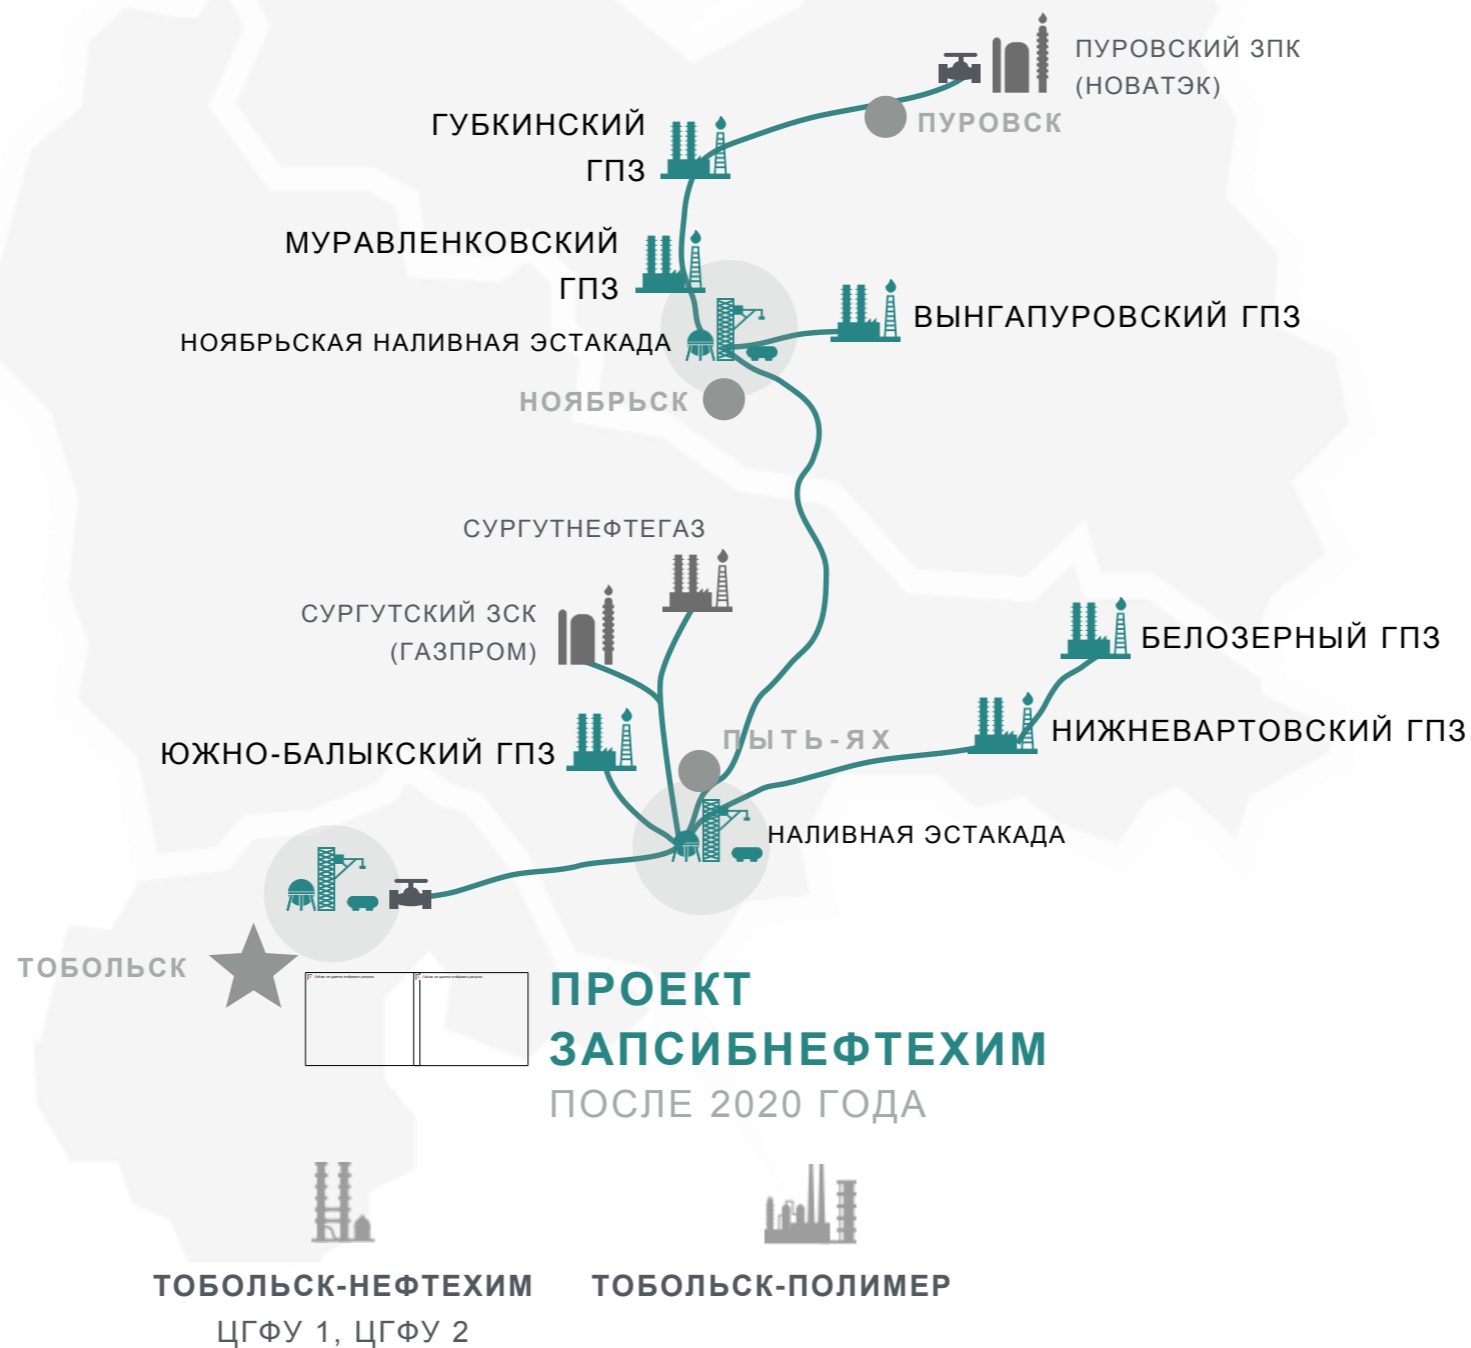 ПУРОВСКИЙ ЗПК
(НОВАТЭК)
ПУРОВСК
ГУБКИНСКИЙ
ГПЗ
МУРАВЛЕНКОВСКИЙ
ГПЗ
ВЫНГАПУРОВСКИЙ ГПЗ
НОЯБРЬСКАЯ НАЛИВНАЯ ЭСТАКАДА
НОЯБРЬСК
СУРГУТНЕФТЕГАЗ
СУРГУТСКИЙ ЗСК
(ГАЗПРОМ)
БЕЛОЗЕРНЫЙ ГПЗ
НИЖНЕВАРТОВСКИЙ ГПЗ
ПЫТЬ-ЯХ
ЮЖНО-БАЛЫКСКИЙ ГПЗ
НАЛИВНАЯ ЭСТАКАДА
ТОБОЛЬСК
ПРОЕКТ
ЗАПСИБНЕФТЕХИМ
ПОСЛЕ 2020 ГОДА
ТОБОЛЬСК-НЕФТЕХИМ
ЦГФУ 1, ЦГФУ 2
ТОБОЛЬСК-ПОЛИМЕР